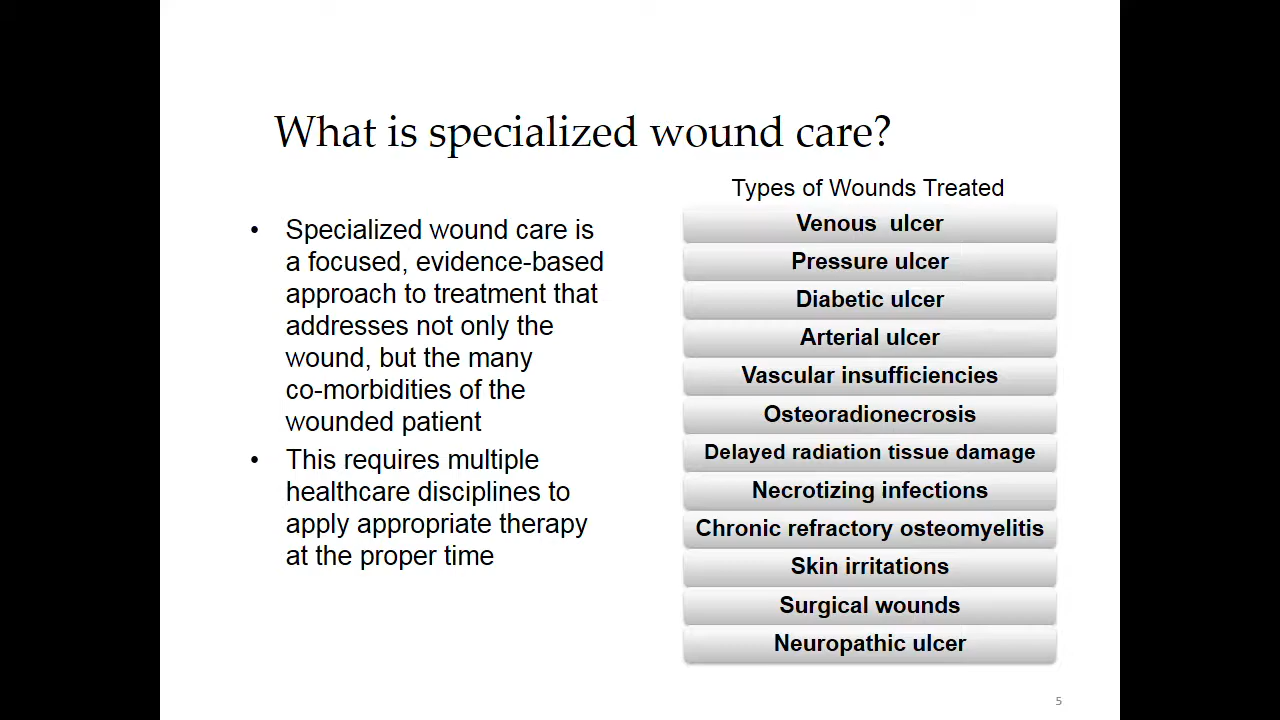 What is specialized wound care?
• Specialized wound care is
a focused, evidence-based
approach to treatment that
addresses not only the
wound, but the many
co-morbidities of the
wounded patient
• This requires multiple
healthcare disciplines to
apply appropriate therapy
at the proper time
Types of Wounds Treated
Venous ulcer
Pressure ulcer
Diabetic ulcer
Arterial ulcer
Vascular insufficiencies
Osteoradionecrosis
Delayed radiation tissue damage
Necrotizing infections
Chronic refractory osteomyelitis
Skin irritations
Surgical wounds
Neuropathic ulcer
5